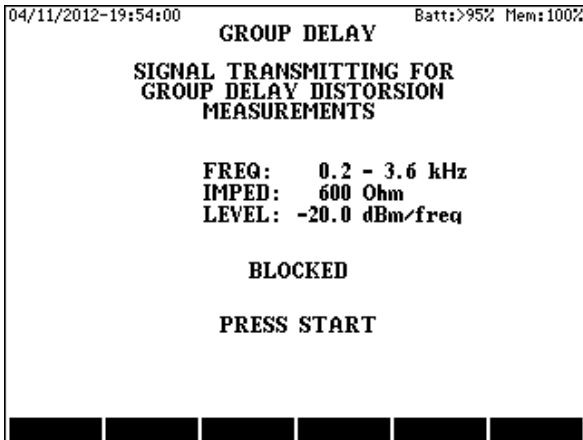 04/11/2012-19:54:00 Batt:>95% Mem:100%
GROUP DELAY
SIGNAL TRANSMITTING FOR
GROUP DELAY DISTORSION
MEASUREMENTS
FREQ: 0.2 - 3.6 kHz
IMPED: 600 Ohm
LEVEL: -20.0 dBm/freq
BLOCKED
PRESS START